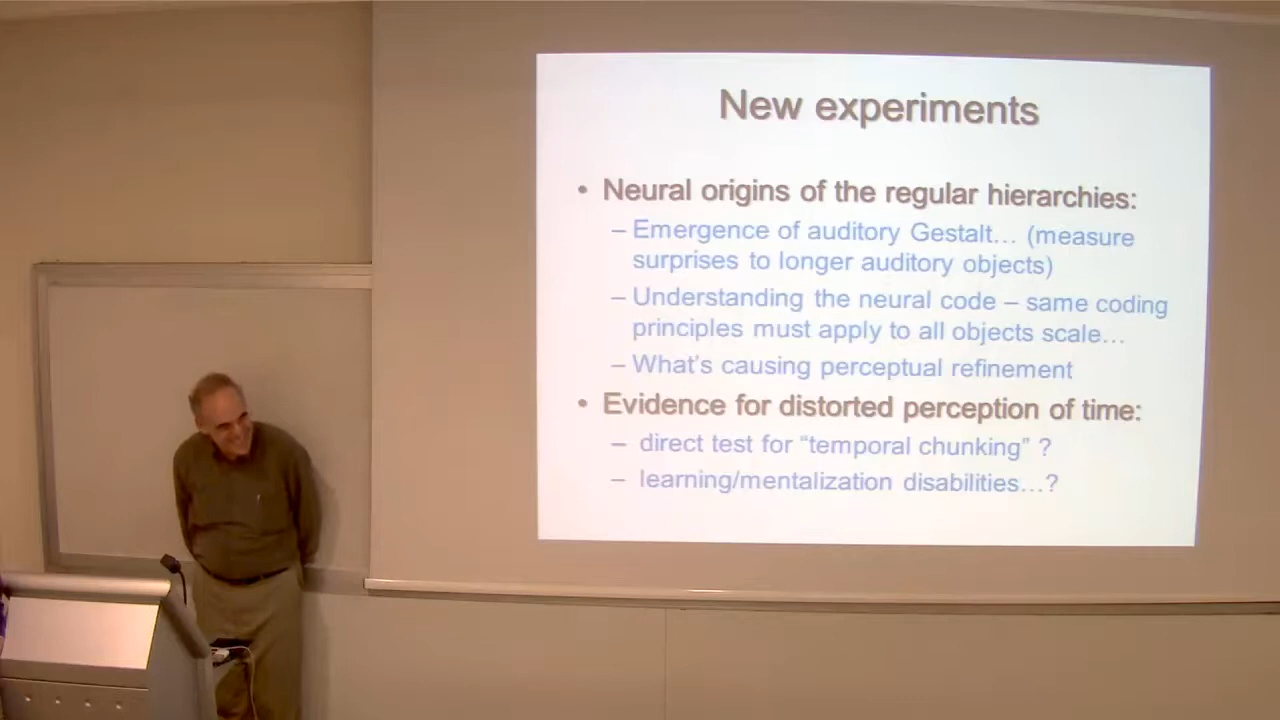 New experiments
• Neural origins of the regular hierarchies:
– Emergence of auditory Gestalt… (measure
surprises to longer auditory objects)
– Understanding the neural code – same coding
principles must apply to all objects scale…
– What's causing perceptual refinement
• Evidence for distorted perception of time:
– direct test for “temporal chunking” ?
– learning/mentalization disabilities…?